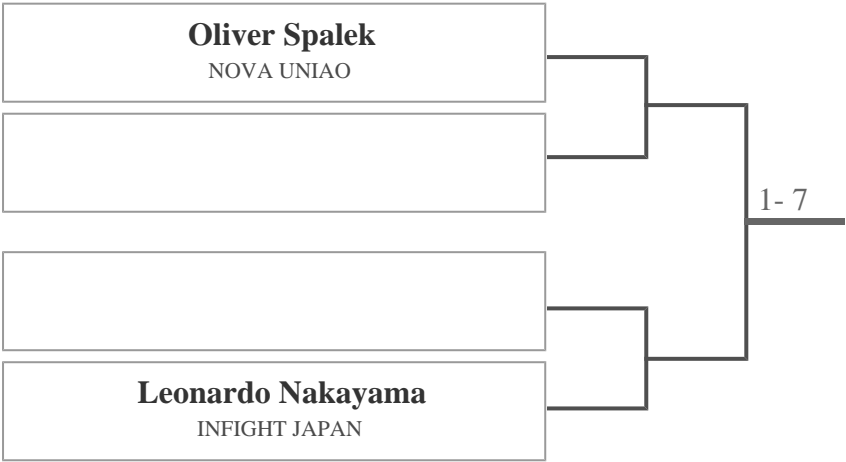 Oliver Spalek
NOVA UNIAO
1- 7
Leonardo Nakayama
INFIGHT JAPAN